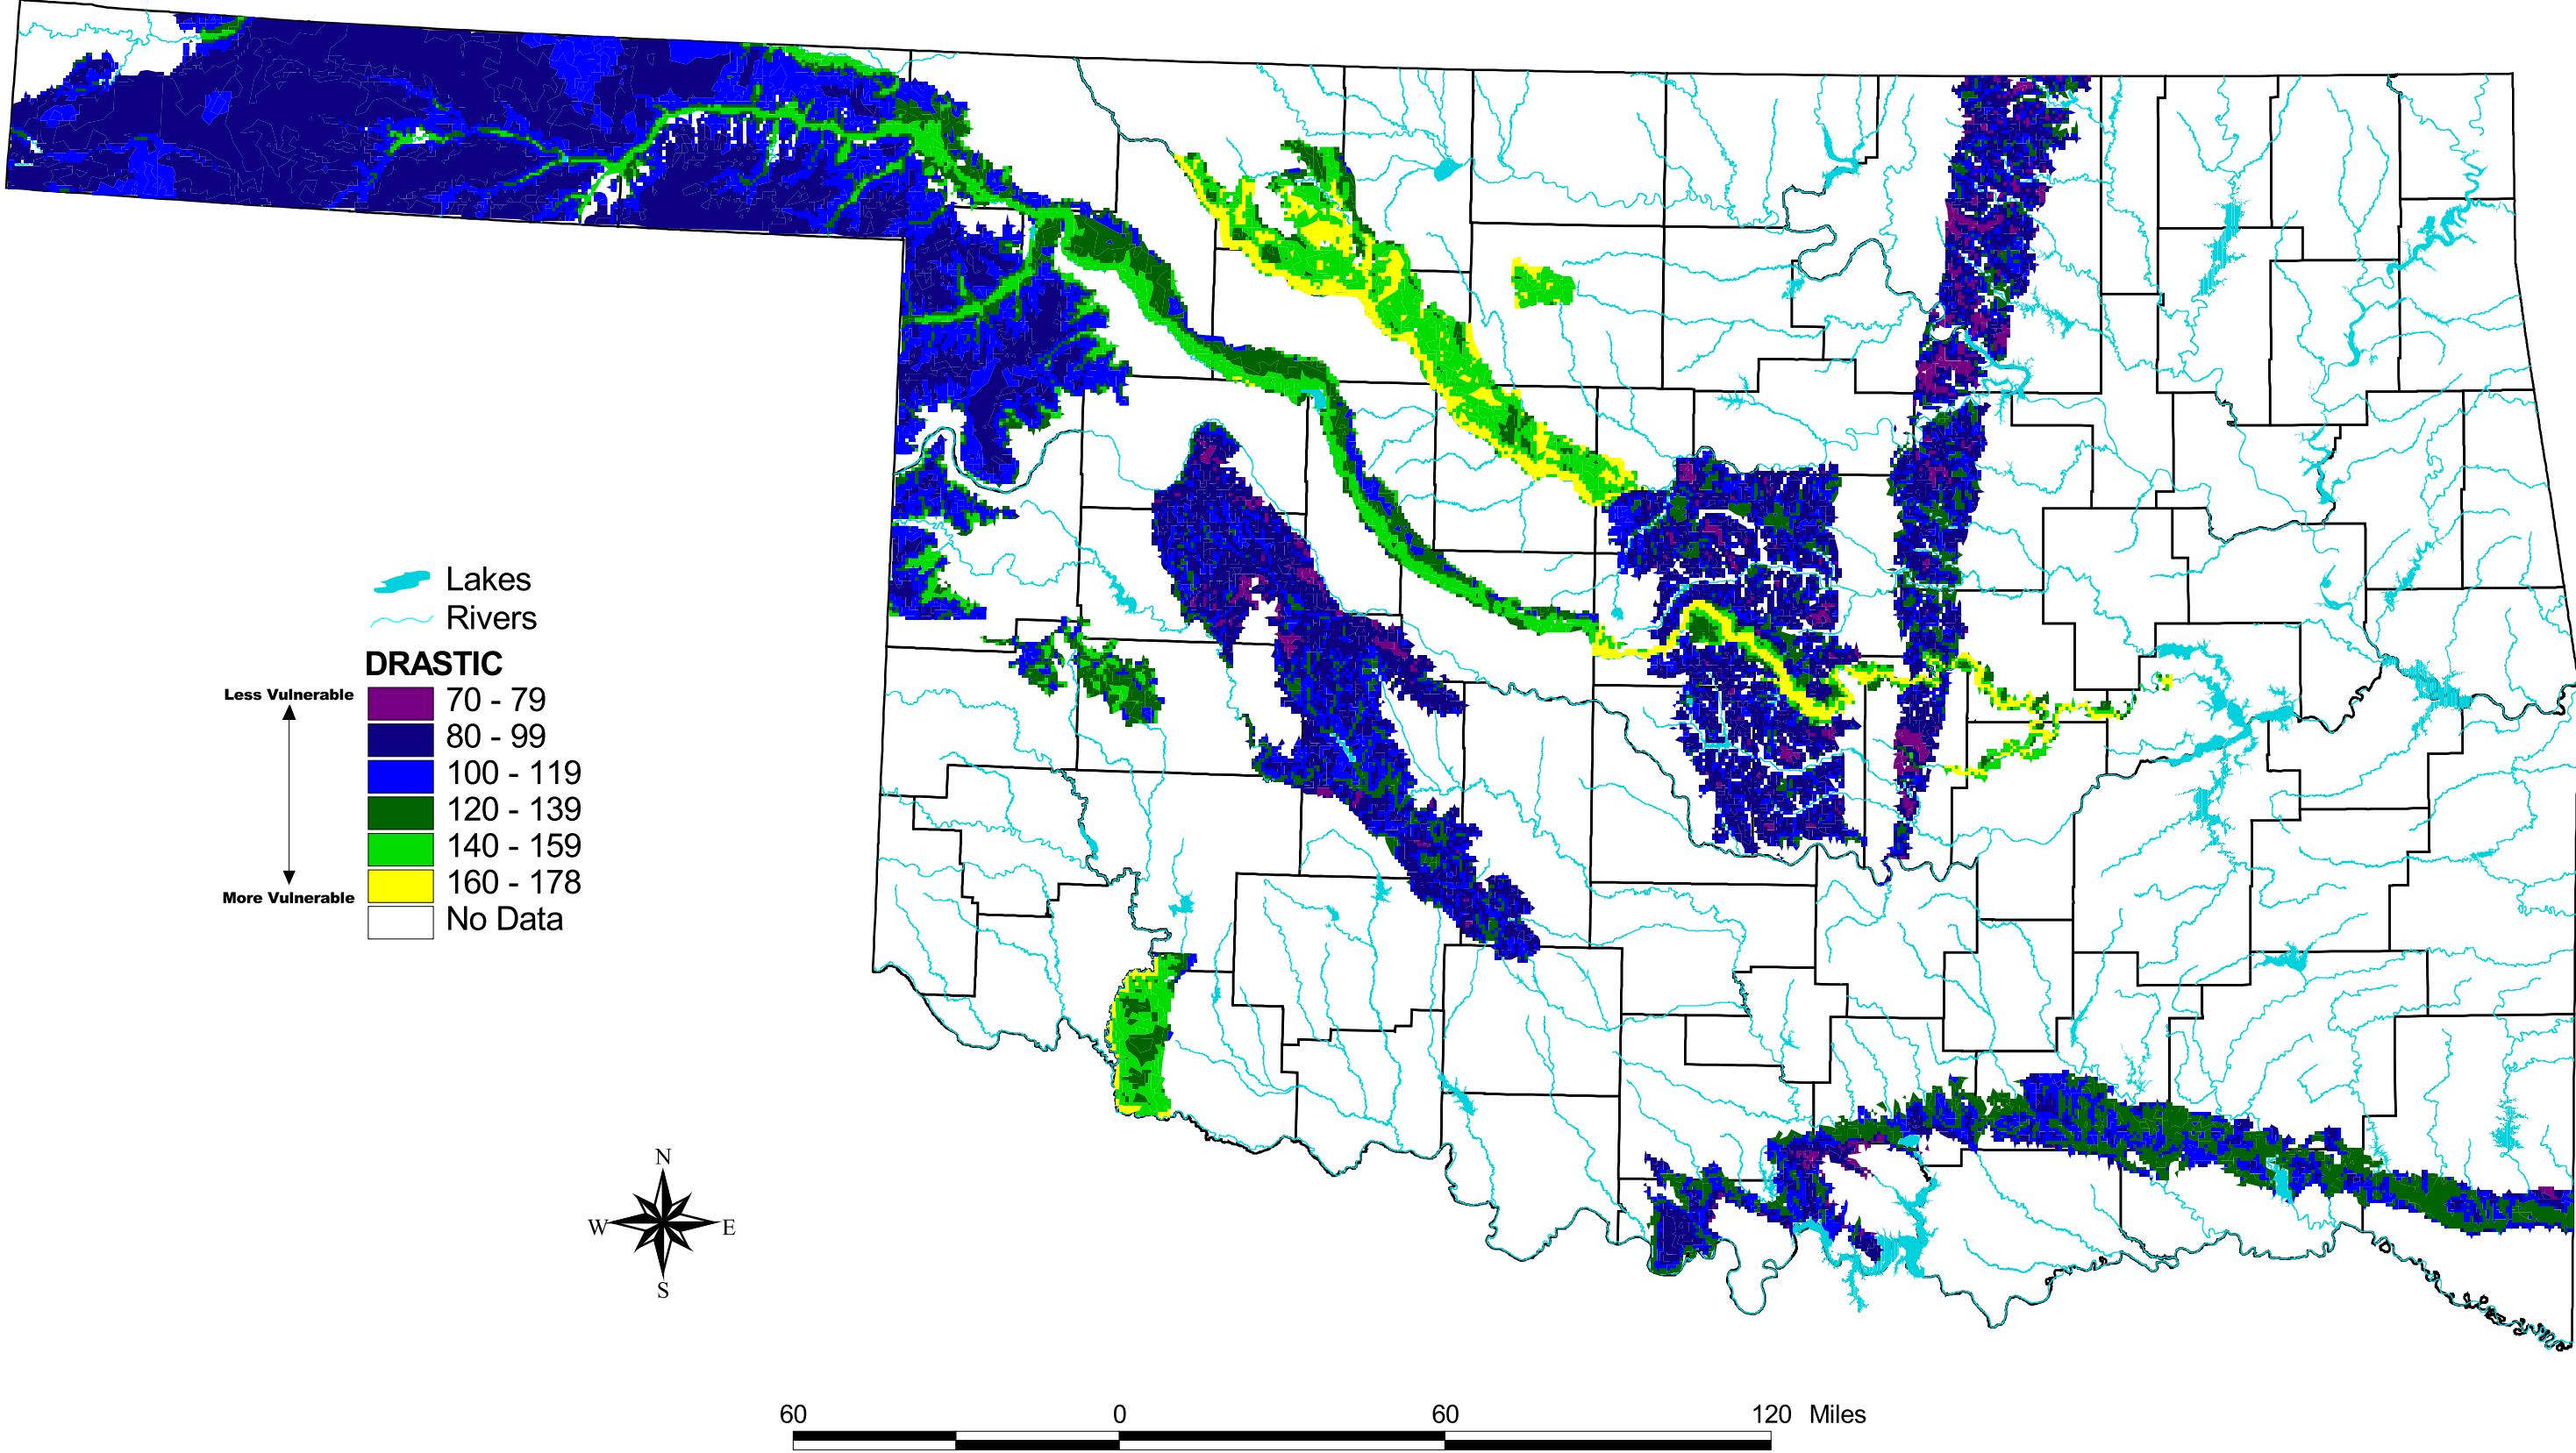 Lakes
Rivers
DRASTIC
Less Vulnerable
70 - 79
80 - 99
100 - 119
120 - 139
140 - 159
160 - 178
More Vulnerable
No Data
N
W E
S
60 0 60 120 Miles